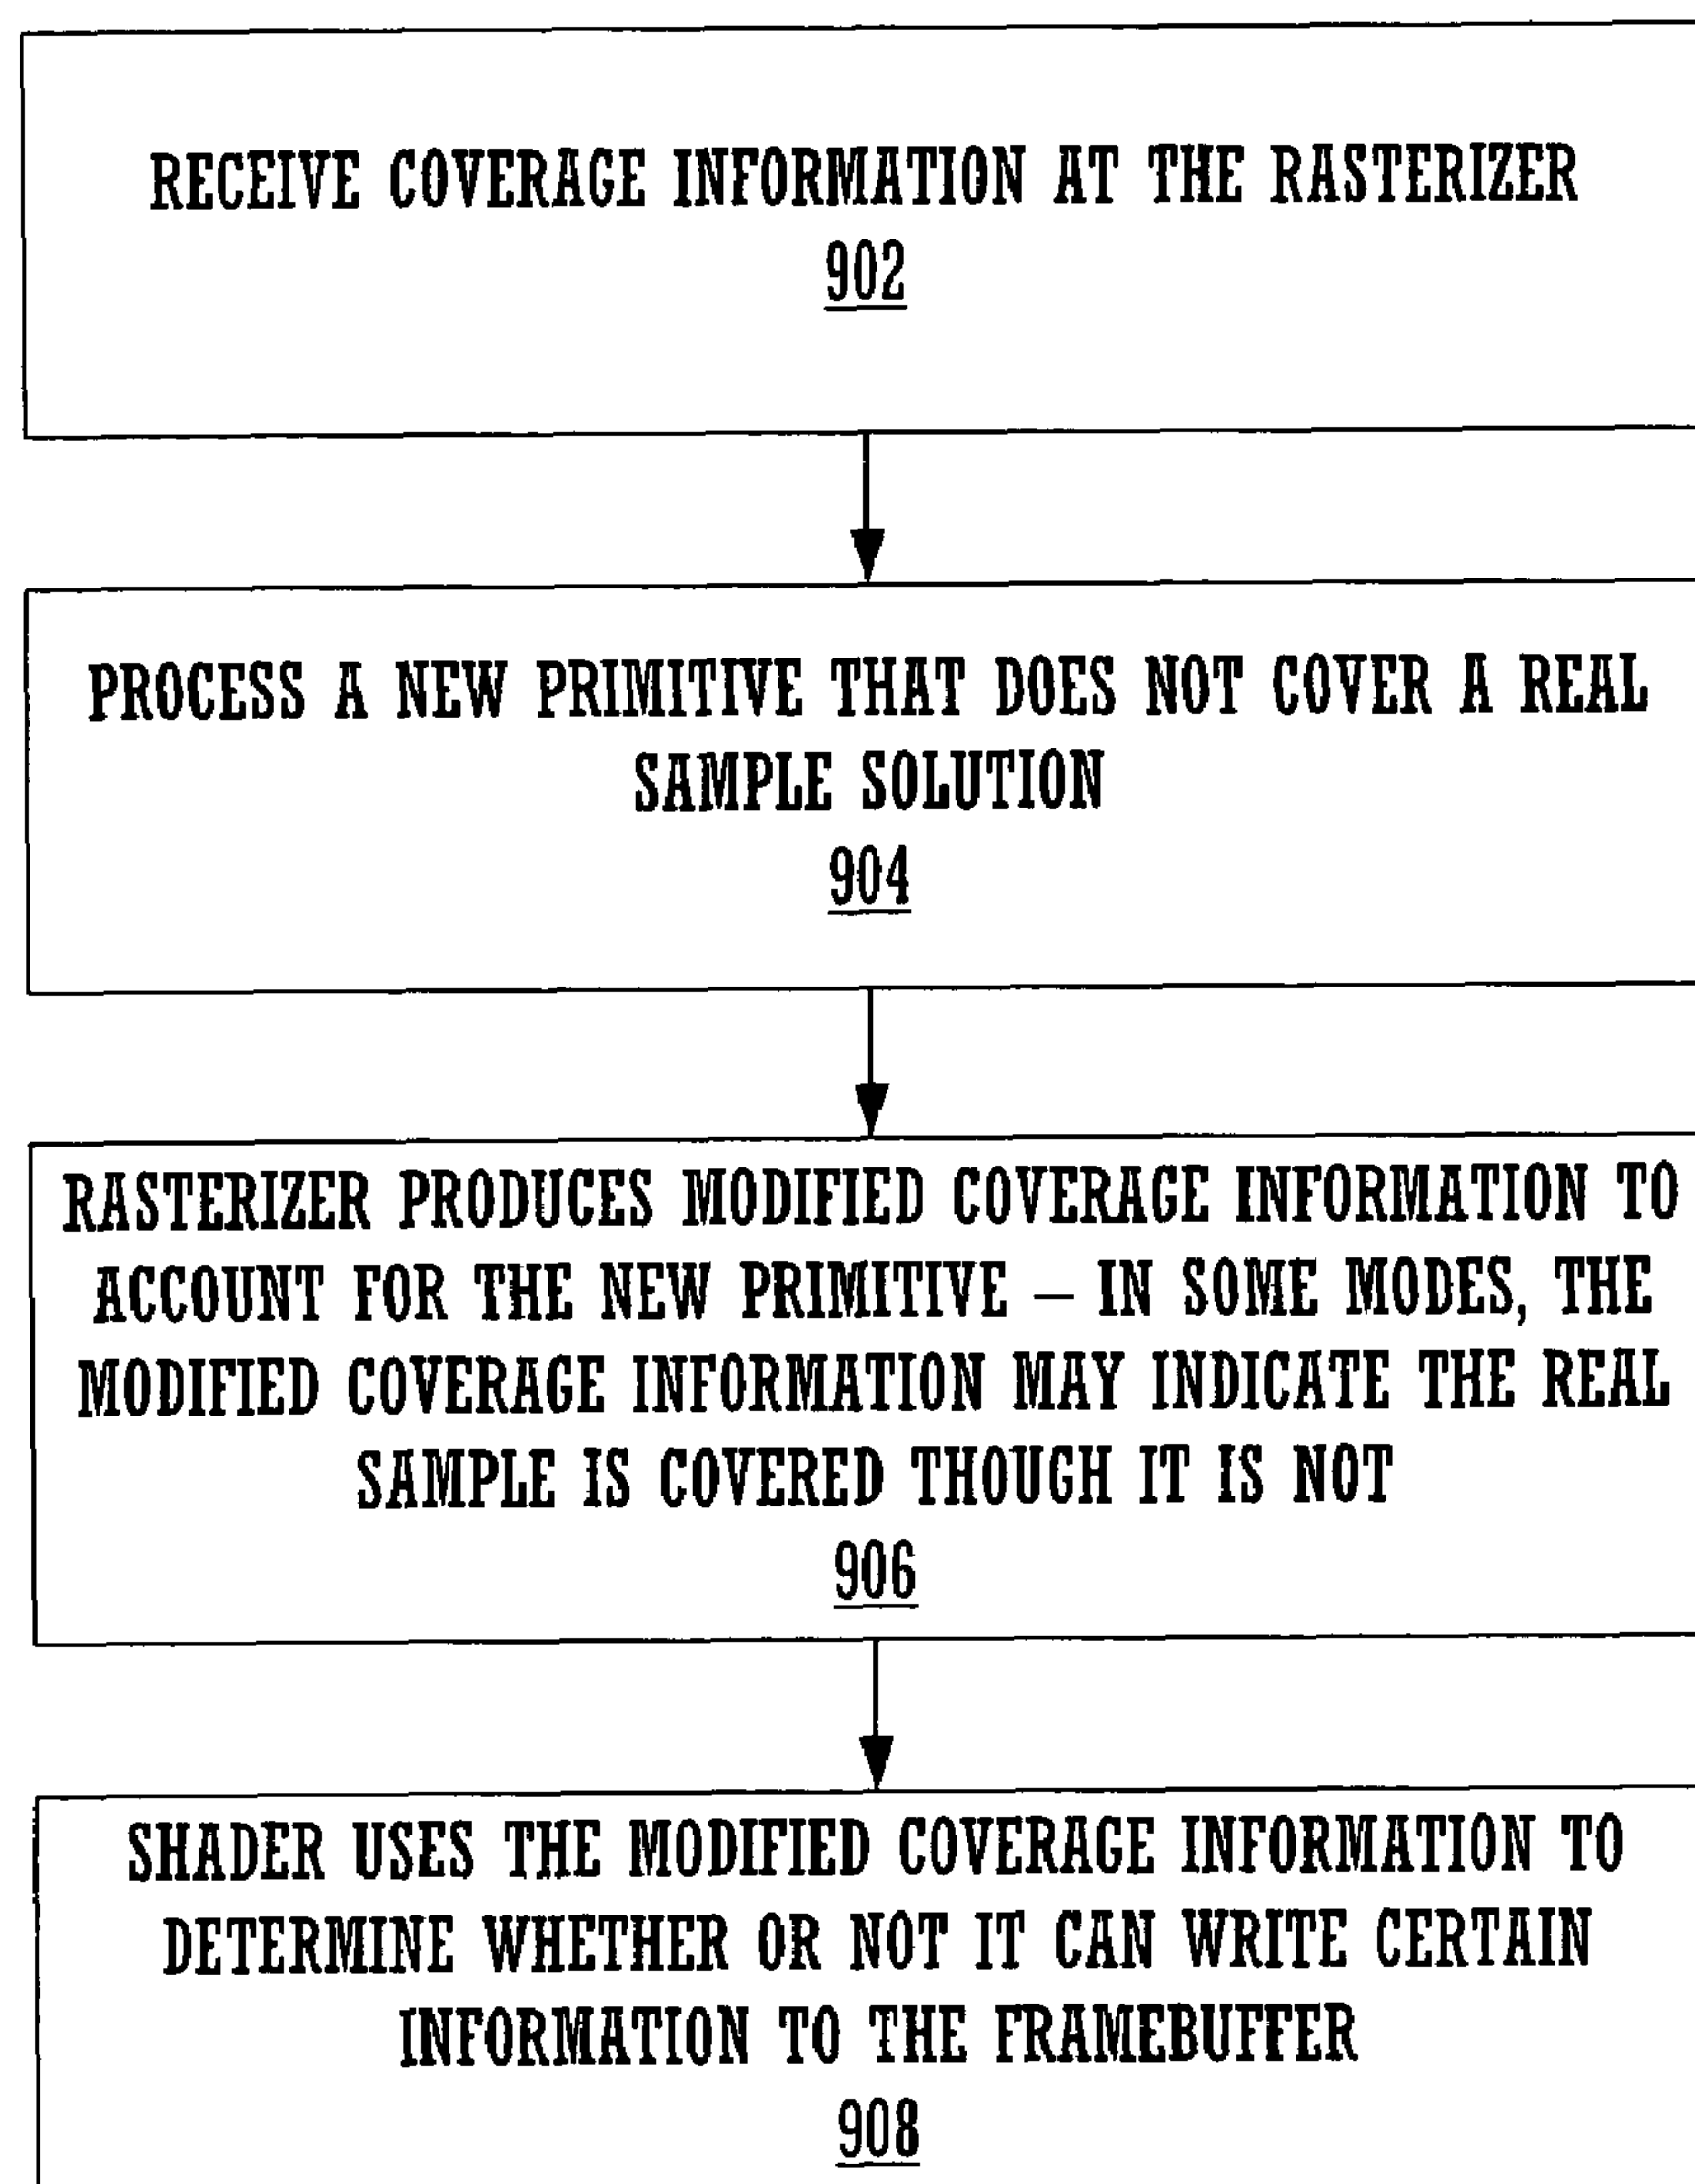 RECEIVE COVERAGE INFORMATION AT THE RASTERIZER
902
PROCESS A NEW PRIMITIVE THAT DOES NOT COVER A REAL
SAMPLE SOLUTION
904
RASTERIZER PRODUCES MODIFIED COVERAGE INFORMATION TO
ACCOUNT FOR THE NEW PRIMITIVE – IN SOME MODES, THE
MODIFIED COVERAGE INFORMATION MAY INDICATE THE REAL
SAMPLE IS COVERED THOUGH IT IS NOT
906
SHADER USES THE MODIFIED COVERAGE INFORMATION TO
DETERMINE WHETHER OR NOT IT CAN WRITE CERTAIN
INFORMATION TO THE FRAMEBUFFER
908